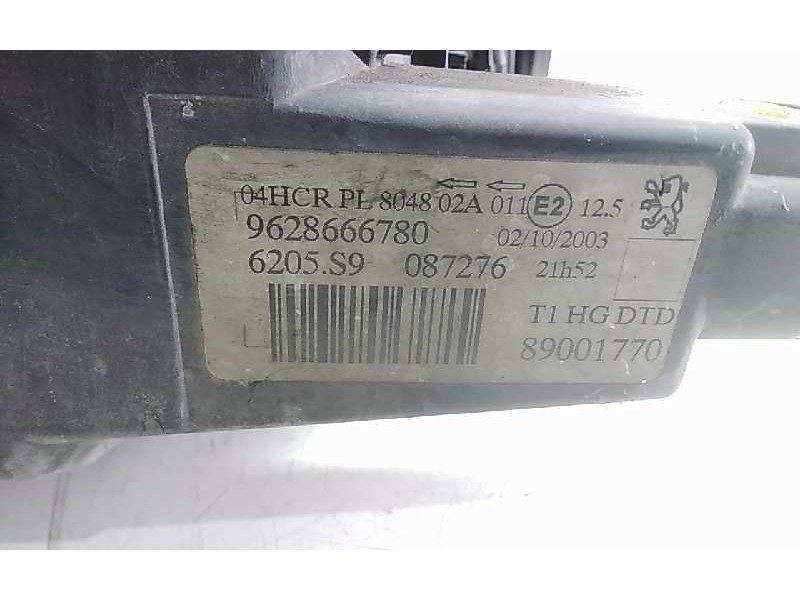 04HCR PL 8048 02A 011 E2 12.5
9628666780 02/10/2003
6205.S9 087276 21h52
T1 HG DTD
89001770